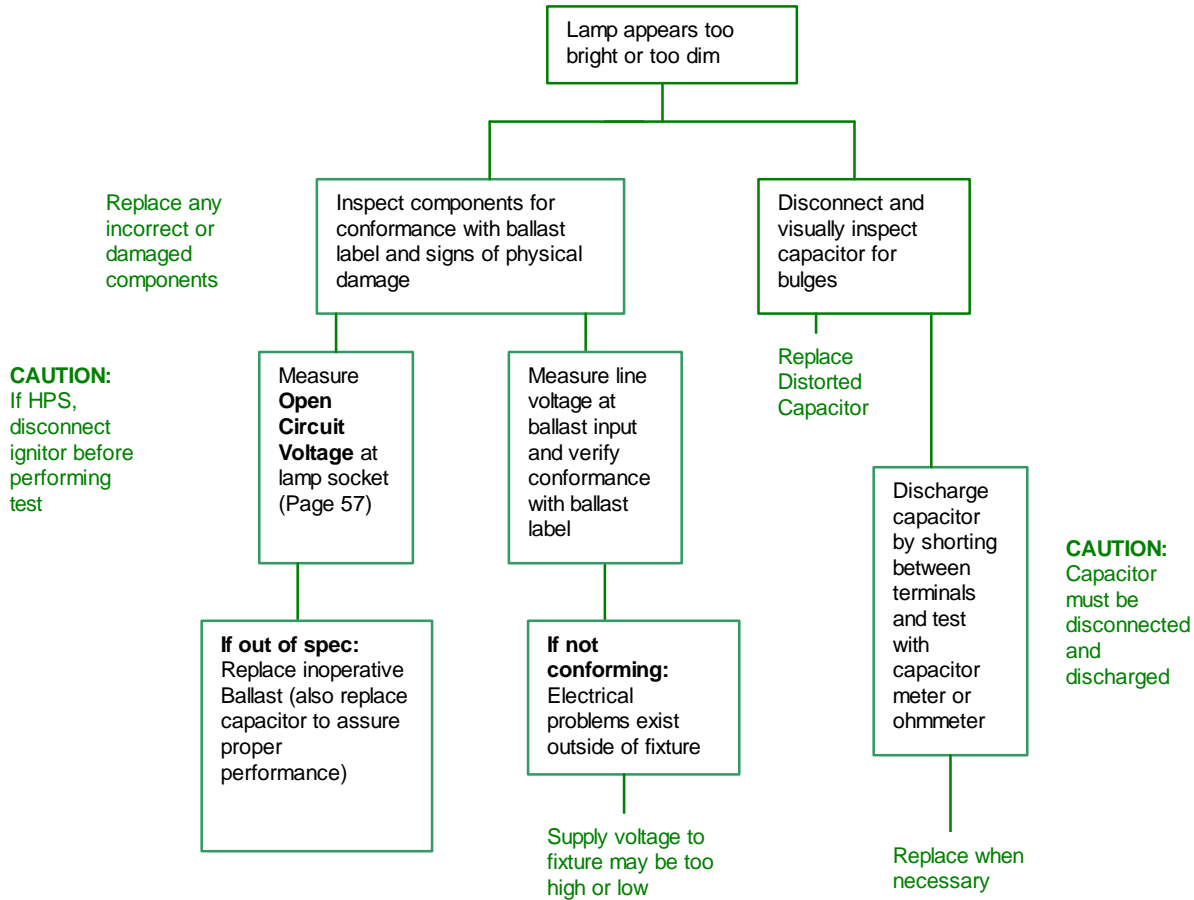 Lamp appears too
bright or too dim
Replace any
incorrect or
damaged
components
Inspect components for
conformance with ballast
label and signs of physical
damage
Disconnect and
visually inspect
capacitor for
bulges
CAUTION:
If HPS,
disconnect
ignitor before
performing
test
Measure
Open
Circuit
Voltage at
lamp socket
(Page 57)
Measure line
voltage at
ballast input
and verify
conformance
with ballast
label
Replace
Distorted
Capacitor
Discharge
capacitor
by shorting
between
terminals
and test
with
capacitor
meter or
ohmmeter
CAUTION:
Capacitor
must be
disconnected
and
discharged
If out of spec:
Replace inoperative
Ballast (also replace
capacitor to assure
proper
performance)
If not
conforming:
Electrical
problems exist
outside of fixture
Supply voltage to
fixture may be too
high or low
Replace when
necessary